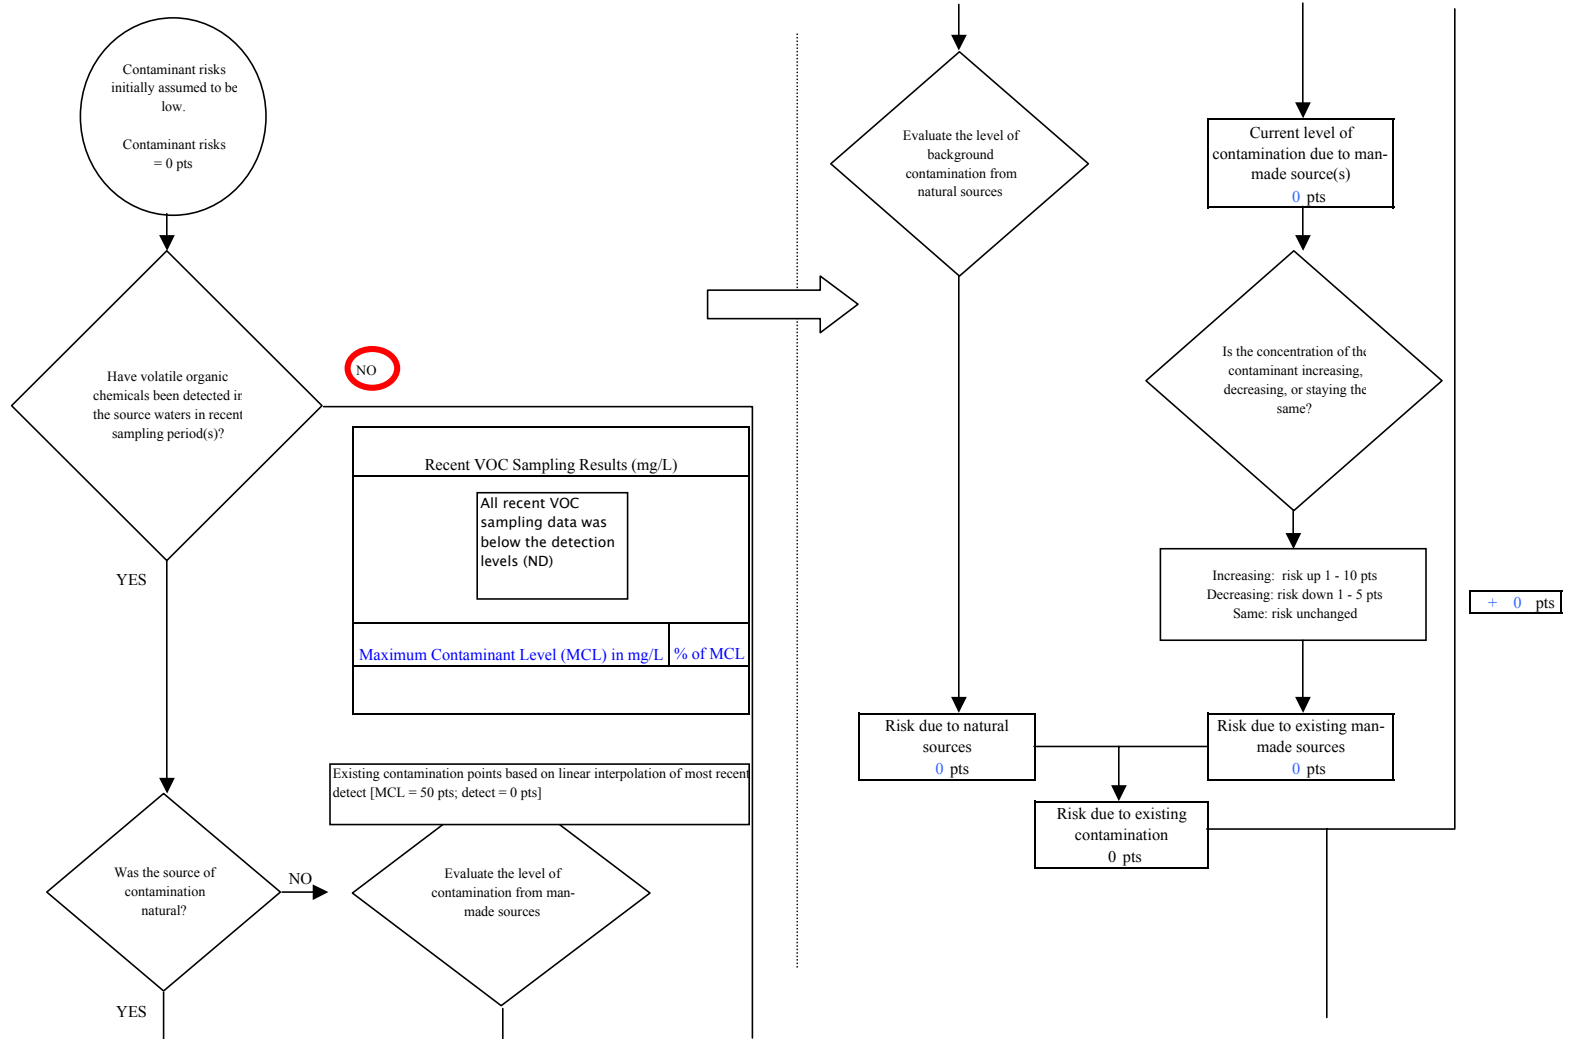 Contaminant risks
initially assumed to be
low.
Contaminant risks
= 0 pts
Have volatile organic
chemicals been detected in
the source waters in recent
sampling period(s)?
NO
YES
Recent VOC Sampling Results (mg/L)
All recent VOC
sampling data was
below the detection
levels (ND)
Maximum Contaminant Level (MCL) in mg/L
% of MCL
Existing contamination points based on linear interpolation of most recent
detect [MCL = 50 pts; detect = 0 pts]
Was the source of
contamination
natural?
NO
YES
Evaluate the level of
contamination from man-
made sources
Evaluate the level of
background
contamination from
natural sources
Current level of
contamination due to man-
made source(s)
0 pts
Is the concentration of the
contaminant increasing,
decreasing, or staying the
same?
Increasing: risk up 1 - 10 pts
Decreasing: risk down 1 - 5 pts
Same: risk unchanged
+ 0 pts
Risk due to natural
sources
0 pts
Risk due to existing man-
made sources
0 pts
Risk due to existing
contamination
0 pts